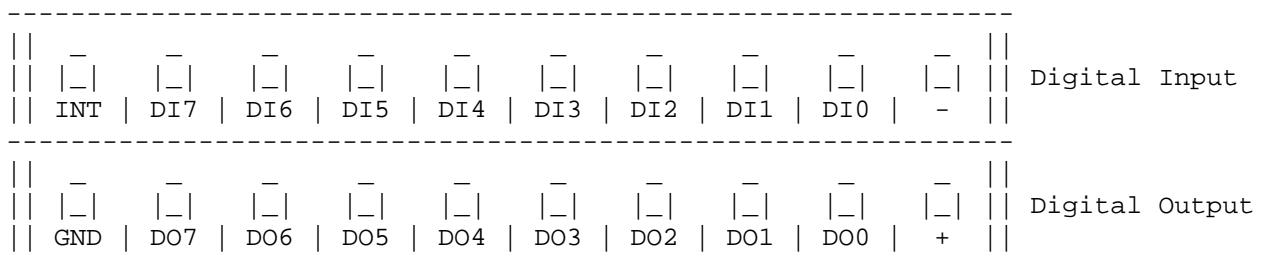 ---------------------------------------------------------------
||  _     _     _     _     _     _     _     _     _     _  ||
|| |_|   |_|   |_|   |_|   |_|   |_|   |_|   |_|   |_|   |_| || Digital Input
|| INT | DI7 | DI6 | DI5 | DI4 | DI3 | DI2 | DI1 | DI0 |  -  ||
---------------------------------------------------------------
||  _     _     _     _     _     _     _     _     _     _  ||
|| |_|   |_|   |_|   |_|   |_|   |_|   |_|   |_|   |_|   |_| || Digital Output
|| GND | DO7 | DO6 | DO5 | DO4 | DO3 | DO2 | DO1 | DO0 |  +  ||